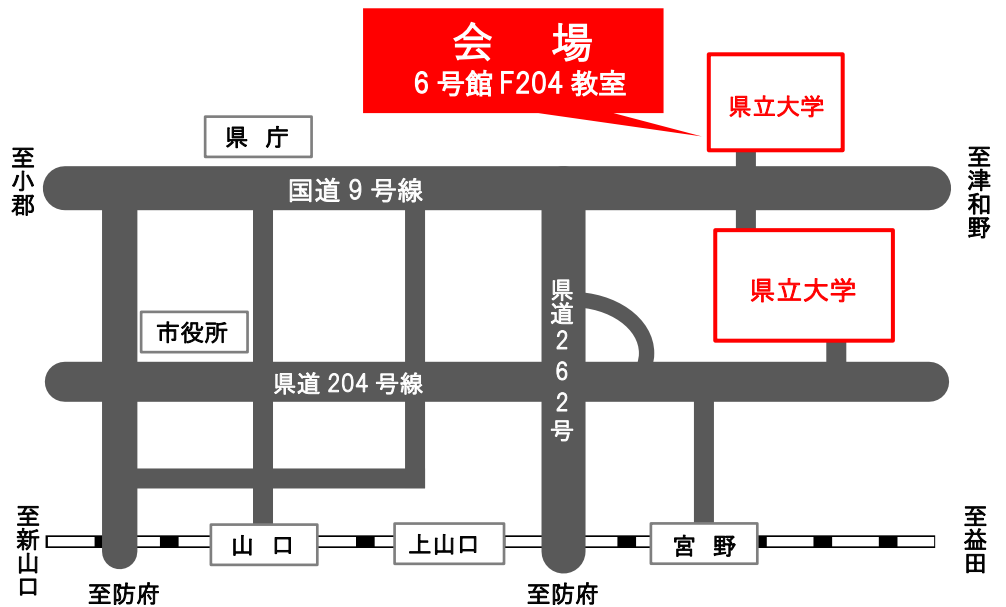 会　場
6号館F204教室
県立大学
県　庁
至小郡
国道9号線
至津和野
県立大学
県道262号
市役所
県道204号線
至新山口
山　口
上山口
宮　野
至益田
至防府
至防府